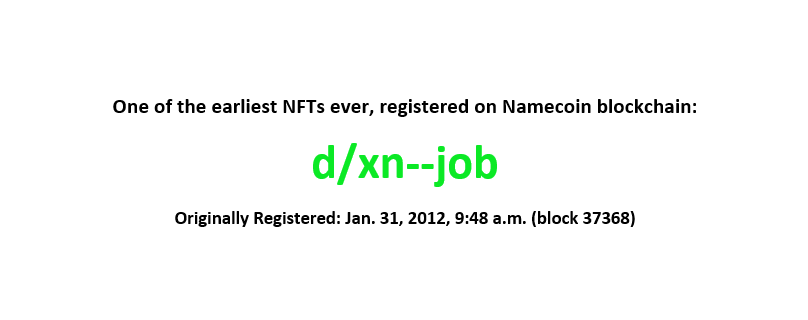 One of the earliest NFTs ever, registered on Namecoin blockchain:
d/xn--job
Originally Registered: Jan. 31, 2012, 9:48 a.m. (block 37368)